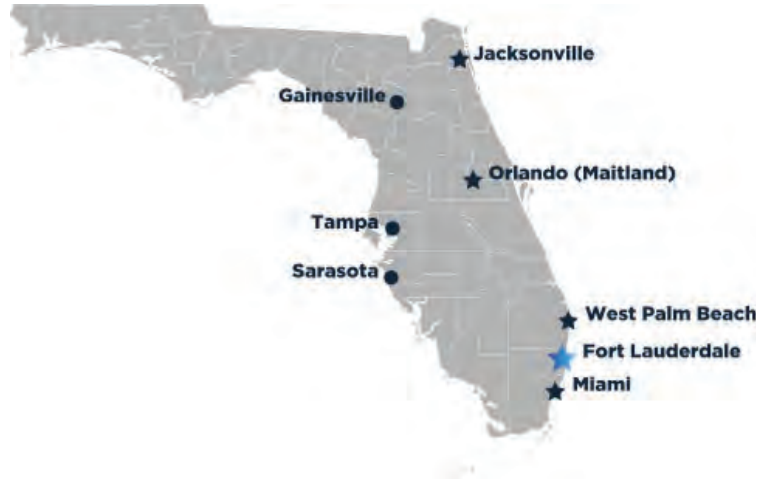 Jacksonville
Gainesville
Orlando (Maitland)
Tampa
Sarasota
West Palm Beach
Fort Lauderdale
Miami